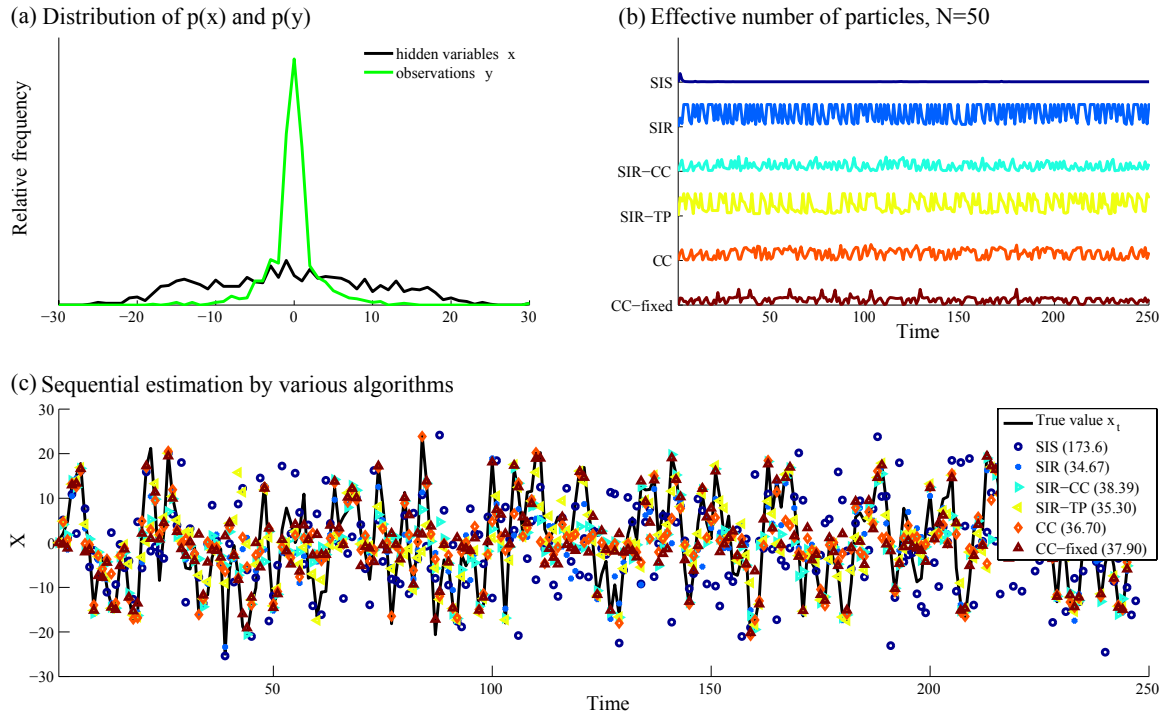 (a) Distribution of p(x) and p(y)
Relative frequency
hidden variables x
observations y
−30 −20 −10 0 10 20 30
(b) Effective number of particles, N=50
SIS
SIR
SIR−CC
SIR−TP
CC
CC−fixed
50 100 150 200 250
Time
(c) Sequential estimation by various algorithms
X
30
20
10
0
−10
−20
−30
50 100 150 200 250
Time
True value x_t
SIS (173.6)
SIR (34.67)
SIR−CC (38.39)
SIR−TP (35.30)
CC (36.70)
CC−fixed (37.90)